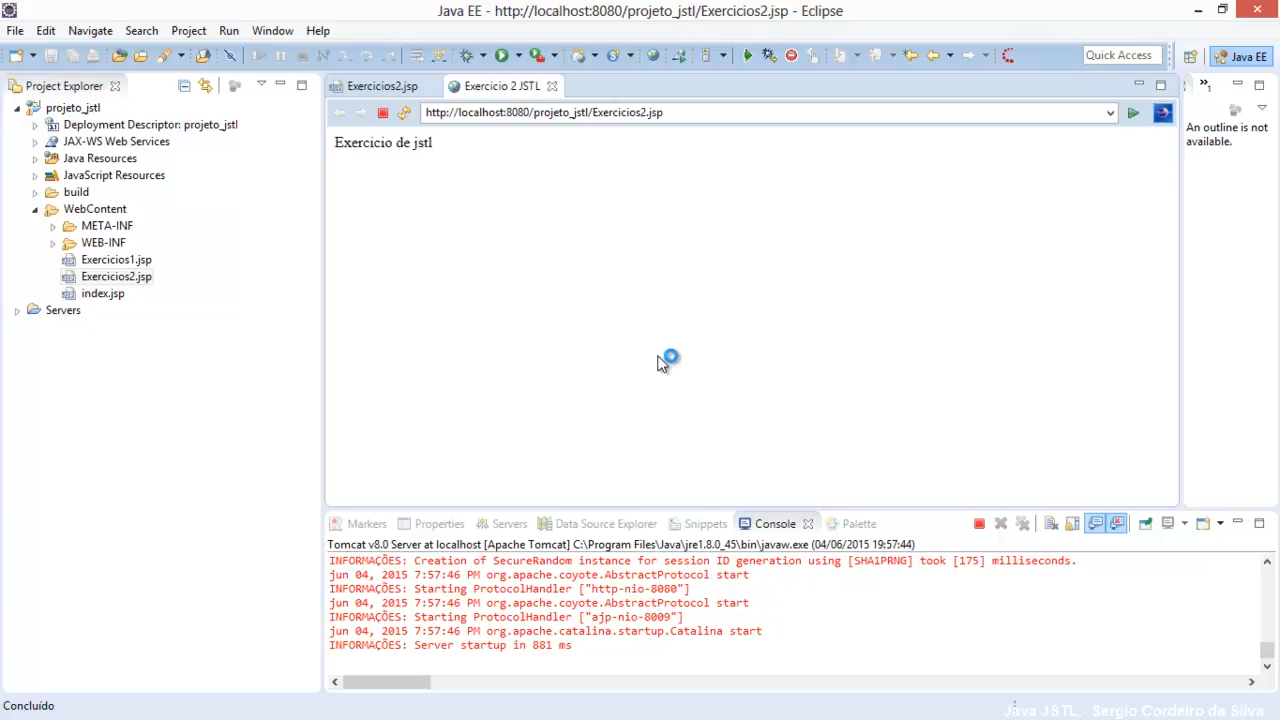 Java EE - http://localhost:8080/projeto_jstl/Exercicios2.jsp - Eclipse
File Edit Navigate Search Project Run Window Help
Quick Access
Java EE
Project Explorer
Exercicios2.jsp
Exercicio 2 JSTL
»1
projeto_jstl
Deployment Descriptor: projeto_jstl
JAX-WS Web Services
Java Resources
JavaScript Resources
build
WebContent
META-INF
WEB-INF
Exercicios1.jsp
Exercicios2.jsp
index.jsp
Servers
http://localhost:8080/projeto_jstl/Exercicios2.jsp
Exercicio de jstl
An outline is not
available.
Markers Properties Servers Data Source Explorer Snippets Console Palette
Tomcat v8.0 Server at localhost [Apache Tomcat] C:\Program Files\Java\jre1.8.0_45\bin\javaw.exe (04/06/2015 19:57:44)
INFORMAÇÕES: Creation of SecureRandom instance for session ID generation using [SHA1PRNG] took [175] milliseconds.
jun 04, 2015 7:57:46 PM org.apache.coyote.AbstractProtocol start
INFORMAÇÕES: Starting ProtocolHandler ["http-nio-8080"]
jun 04, 2015 7:57:46 PM org.apache.coyote.AbstractProtocol start
INFORMAÇÕES: Starting ProtocolHandler ["ajp-nio-8009"]
jun 04, 2015 7:57:46 PM org.apache.catalina.startup.Catalina start
INFORMAÇÕES: Server startup in 881 ms
Concluído
Java JSTL - Sergio Cordeiro da Silva